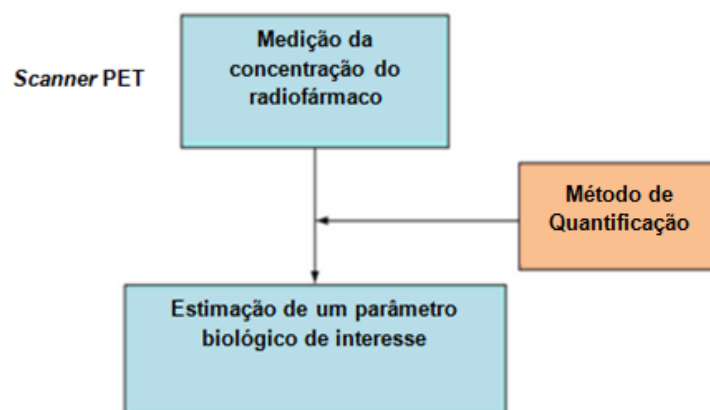 Medição da
concentração do
radiofármaco
Scanner PET
Método de
Quantificação
Estimação de um parâmetro
biológico de interesse